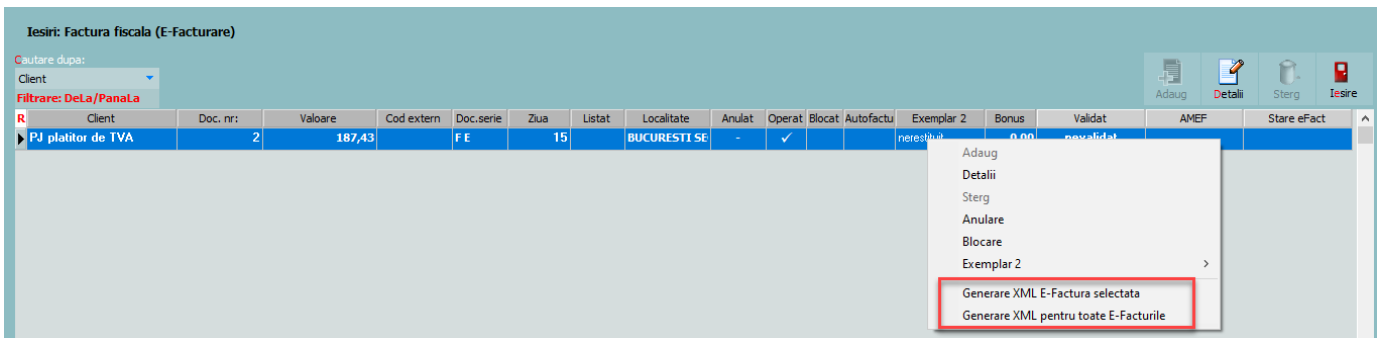 Iesiri: Factura fiscala (E-Facturare)
Cautare dupa:
Client
Filtrare: DeLa/PanaLa
Adaug Detalii Sterg Iesire
R Client Doc. nr: Valoare Cod extern Doc.serie Ziua Listat Localitate Anulat Operat Blocat Autofactu Exemplar 2 Bonus Validat AMEF Stare eFact
PJ platitor de TVA 2 187,43 F E 15 BUCURESTI SE - ✓ nerestituit 0,00 nevalidat
Adaug
Detalii
Sterg
Anulare
Blocare
Exemplar 2 >
Generare XML E-Factura selectata
Generare XML pentru toate E-Facturile